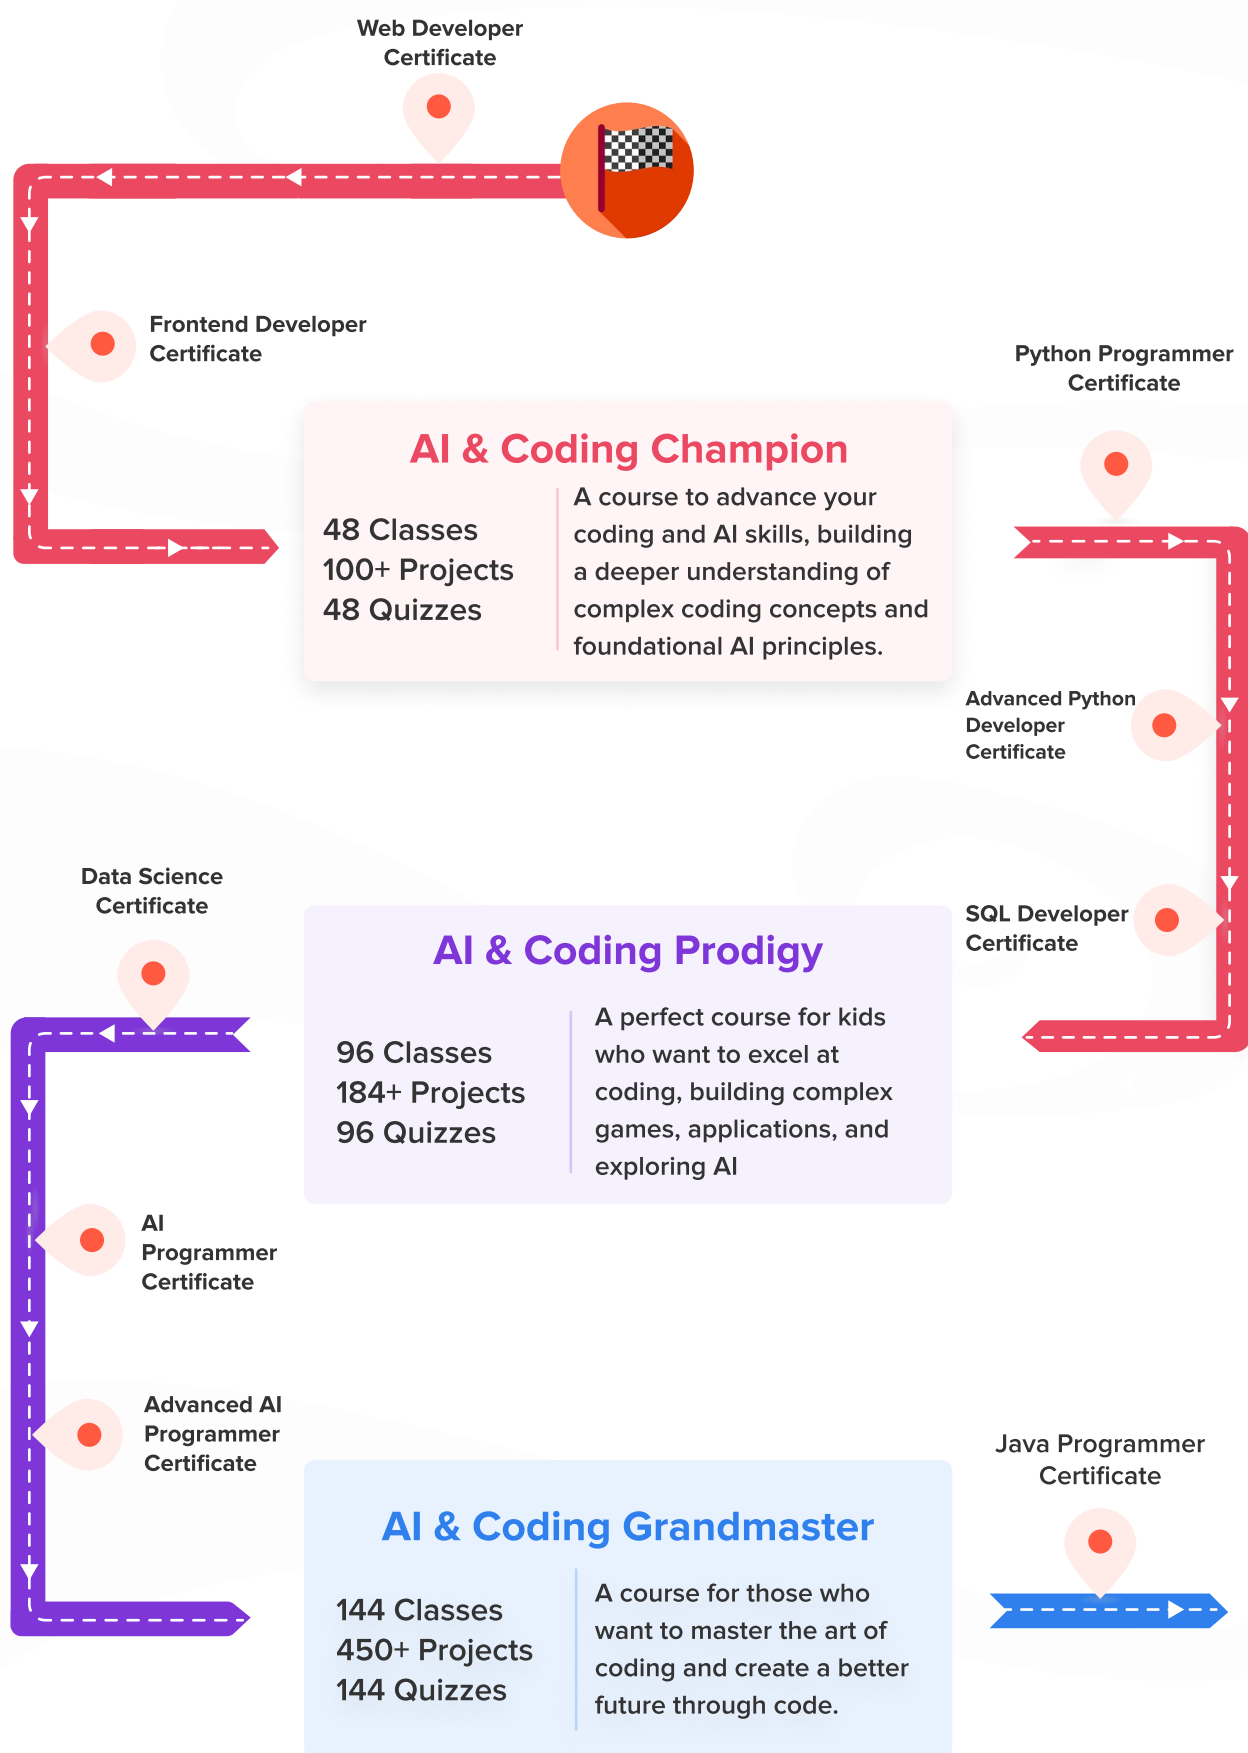 Web Developer
Certificate
Frontend Developer
Certificate
Python Programmer
Certificate
AI & Coding Champion
48 Classes
100+ Projects
48 Quizzes
A course to advance your
coding and AI skills, building
a deeper understanding of
complex coding concepts and
foundational AI principles.
Advanced Python
Developer
Certificate
Data Science
Certificate
SQL Developer
Certificate
AI & Coding Prodigy
96 Classes
184+ Projects
96 Quizzes
A perfect course for kids
who want to excel at
coding, building complex
games, applications, and
exploring AI
AI
Programmer
Certificate
Advanced AI
Programmer
Certificate
Java Programmer
Certificate
AI & Coding Grandmaster
144 Classes
450+ Projects
144 Quizzes
A course for those who
want to master the art of
coding and create a better
future through code.